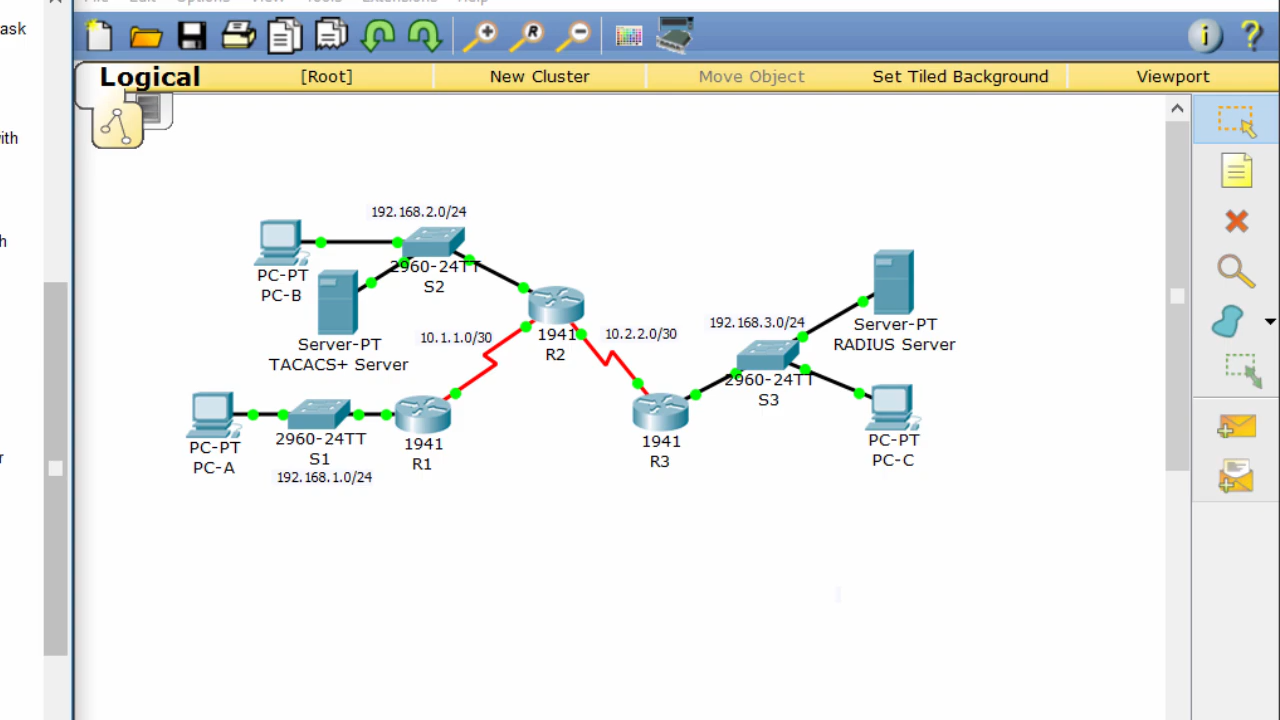 ask
ith
h
r
Logical
[Root]
New Cluster
Move Object
Set Tiled Background
Viewport
192.168.2.0/24
PC-PT
PC-B
2960-24TT
S2
Server-PT
TACACS+ Server
10.1.1.0/30
1941
R2
10.2.2.0/30
192.168.3.0/24
Server-PT
RADIUS Server
2960-24TT
S3
PC-PT
PC-A
2960-24TT
S1
192.168.1.0/24
1941
R1
1941
R3
PC-PT
PC-C